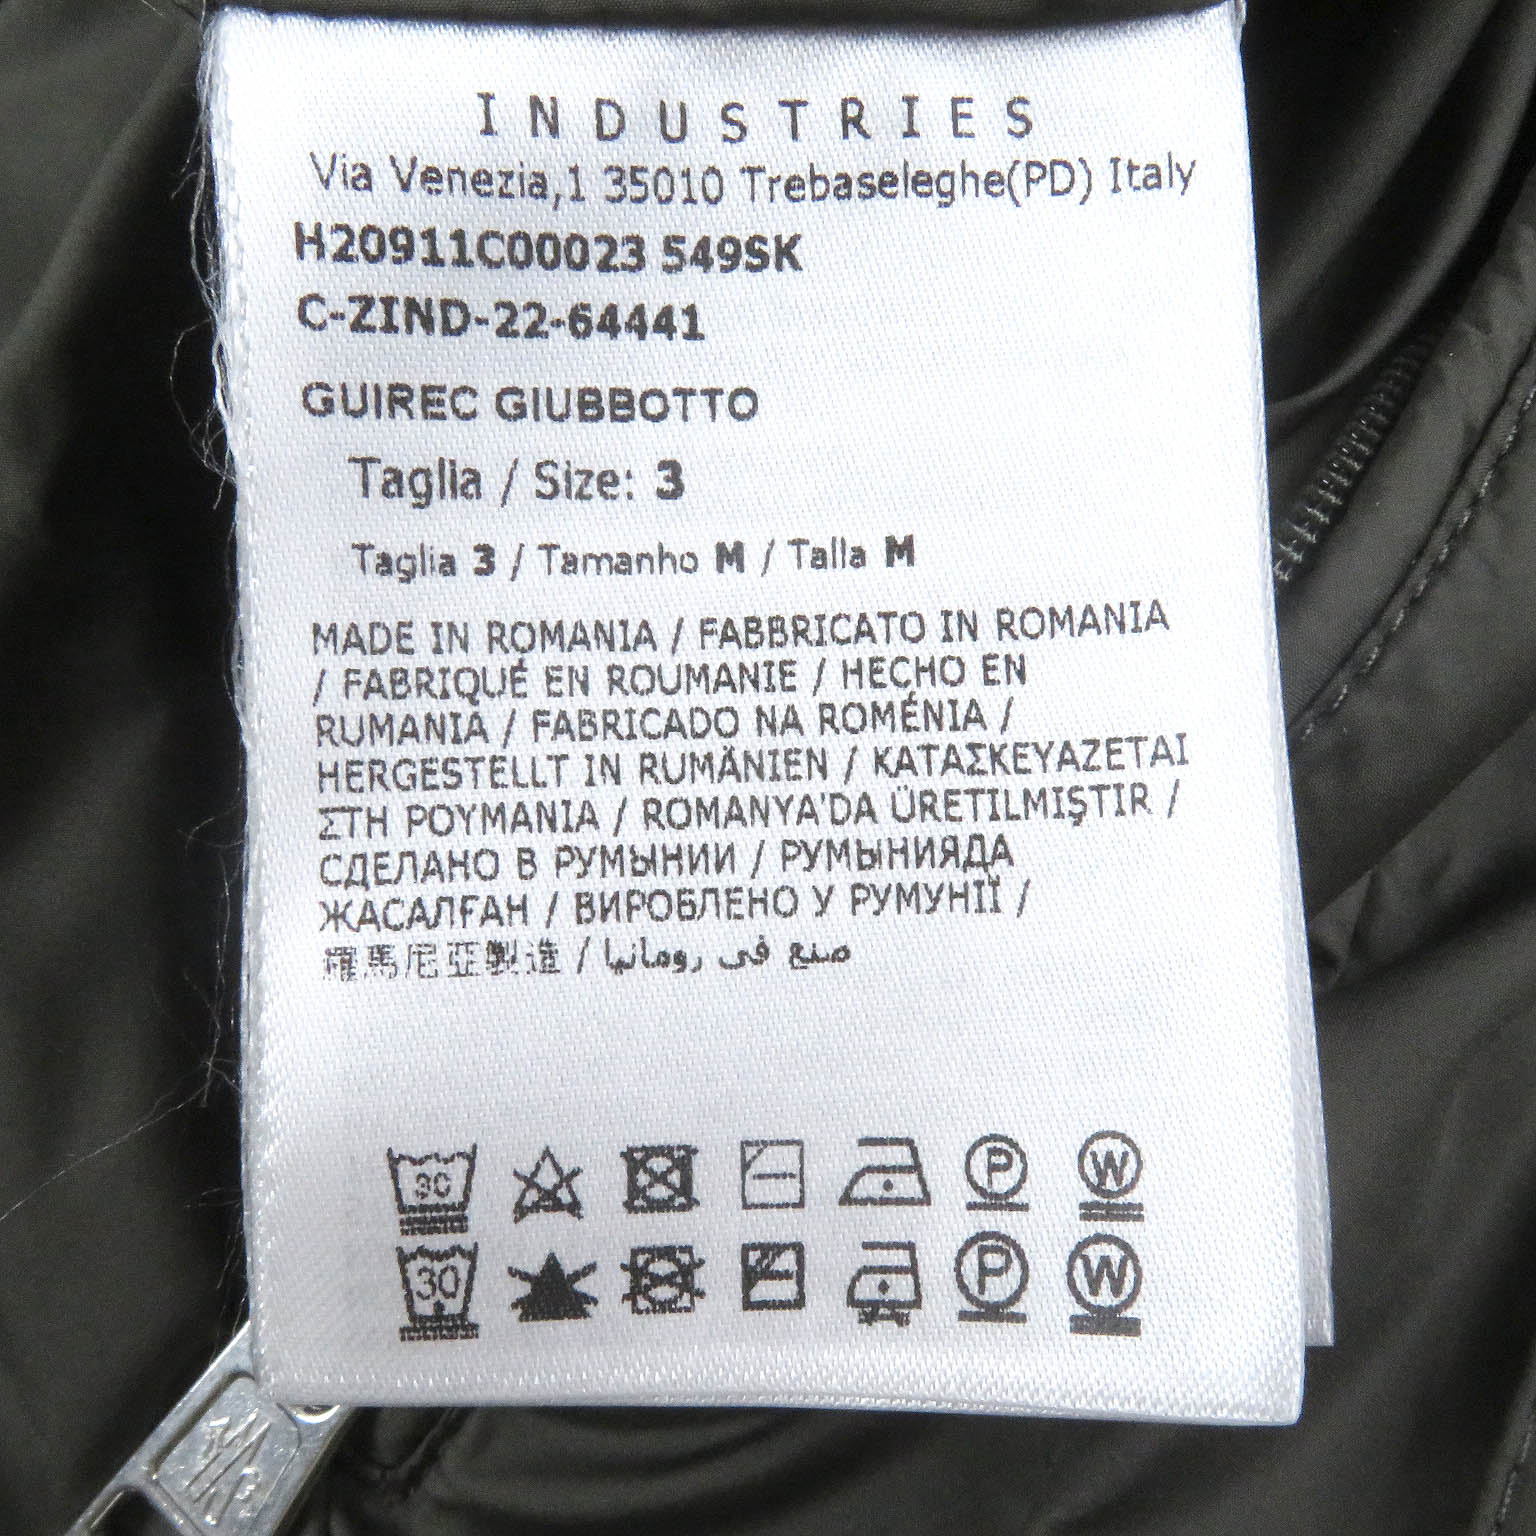 INDUSTRIES
Via Venezia,1 35010 Trebaseleghe(PD) Italy
H20911C00023 549SK
C-ZIND-22-64441
GUIREC GIUBBOTTO
Taglia / Size: 3
Taglia 3 / Tamanho M / Talla M
MADE IN ROMANIA / FABBRICATO IN ROMANIA
/ FABRIQUÉ EN ROUMANIE / HECHO EN
RUMANIA / FABRICADO NA ROMÉNIA /
HERGESTELLT IN RUMÄNIEN / ΚΑΤΑΣΚΕΥΑΖΕΤΑΙ
ΣΤΗ ΡΟΥΜΑΝΙΑ / ROMANYA'DA ÜRETILMIŞTIR /
СДЕЛАНО В РУМЫНИИ / РУМЫНИЯДА
ЖАСАЛҒАН / ВИРОБЛЕНО У РУМУНІЇ /
羅馬尼亞製造 / صنع في رومانيا
30 P W
30 P W